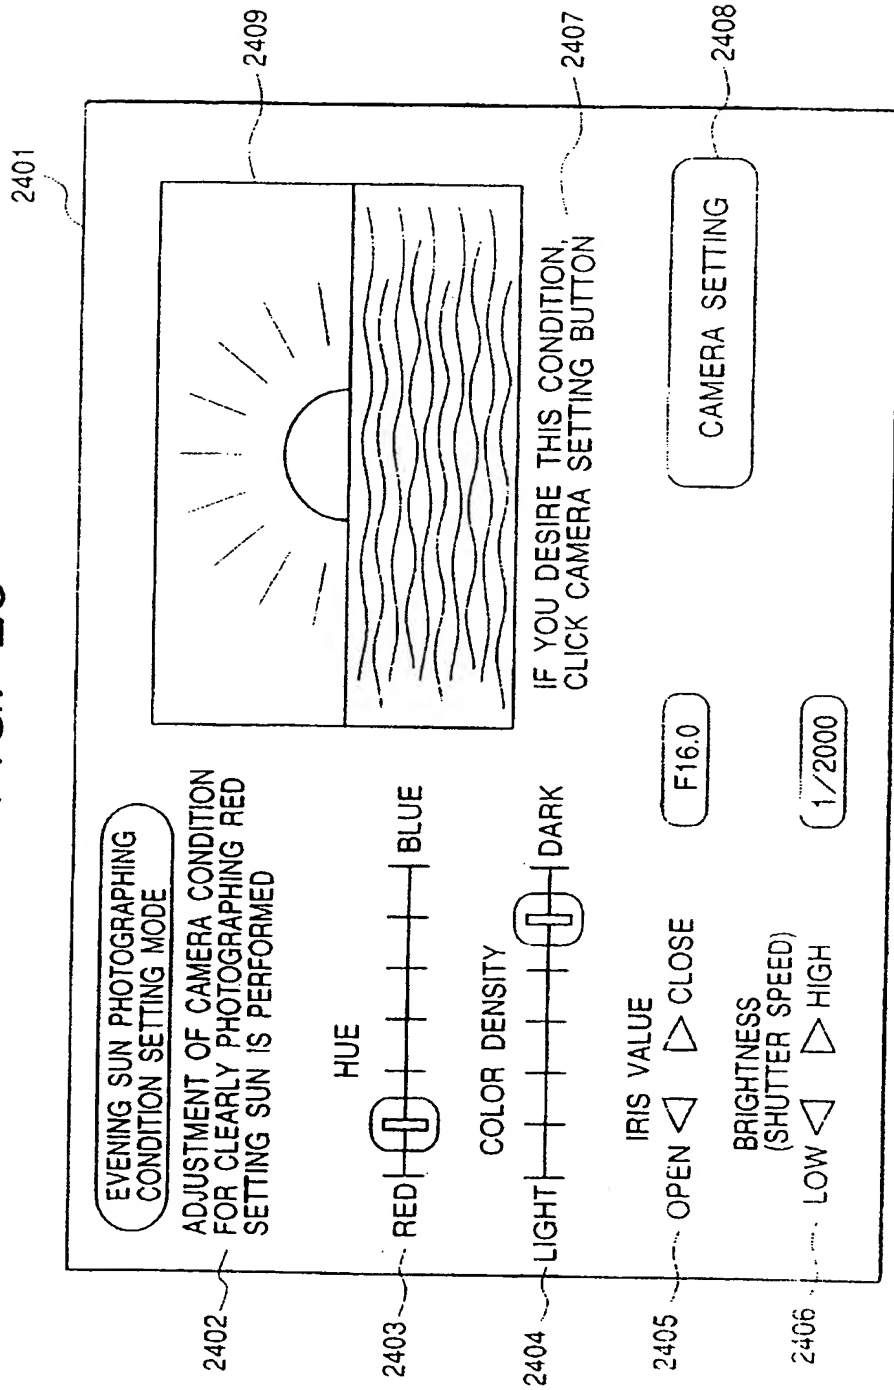 2401
EVENING SUN PHOTOGRAPHING
CONDITION SETTING MODE
2402
ADJUSTMENT OF CAMERA CONDITION
FOR CLEARLY PHOTOGRAPHING RED
SETTING SUN IS PERFORMED
2409
HUE
2403
RED
BLUE
COLOR DENSITY
2404
LIGHT
DARK
IF YOU DESIRE THIS CONDITION,
CLICK CAMERA SETTING BUTTON
2407
IRIS VALUE
2405
OPEN
CLOSE
F16.0
BRIGHTNESS
(SHUTTER SPEED)
2406
LOW
HIGH
1/2000
CAMERA SETTING
2408